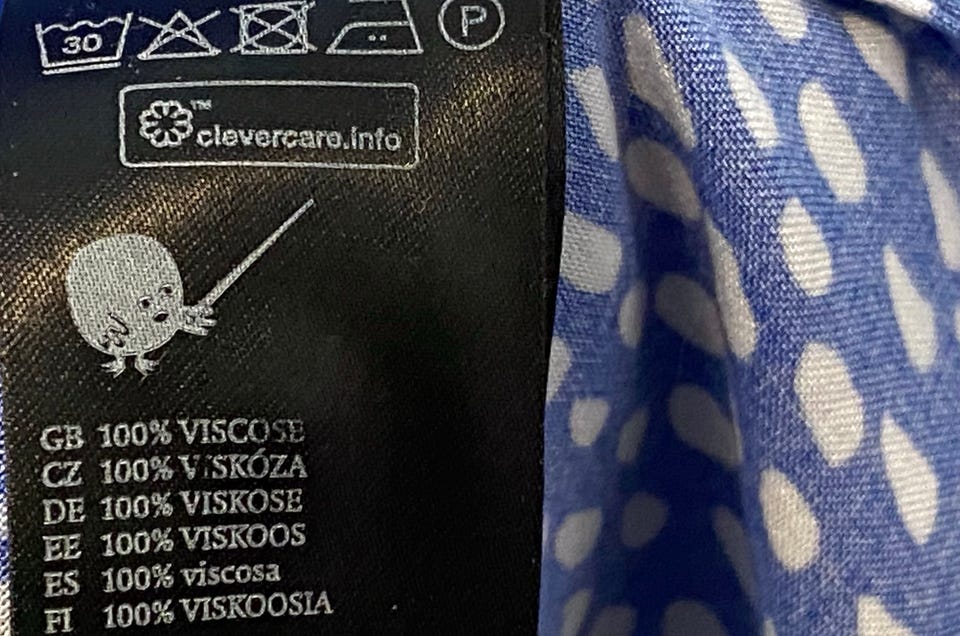 30 P
™ clevercare.info
GB 100% VISCOSE
CZ 100% VISKÓZA
DE 100% VISKOSE
EE 100% VISKOOS
ES 100% viscosa
FI 100% VISKOOSIA